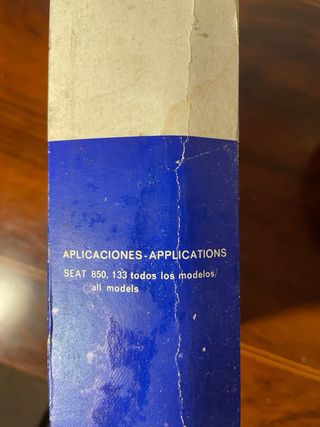 APLICACIONES-APPLICATIONS
SEAT 850, 133 todos los modelos/
all models